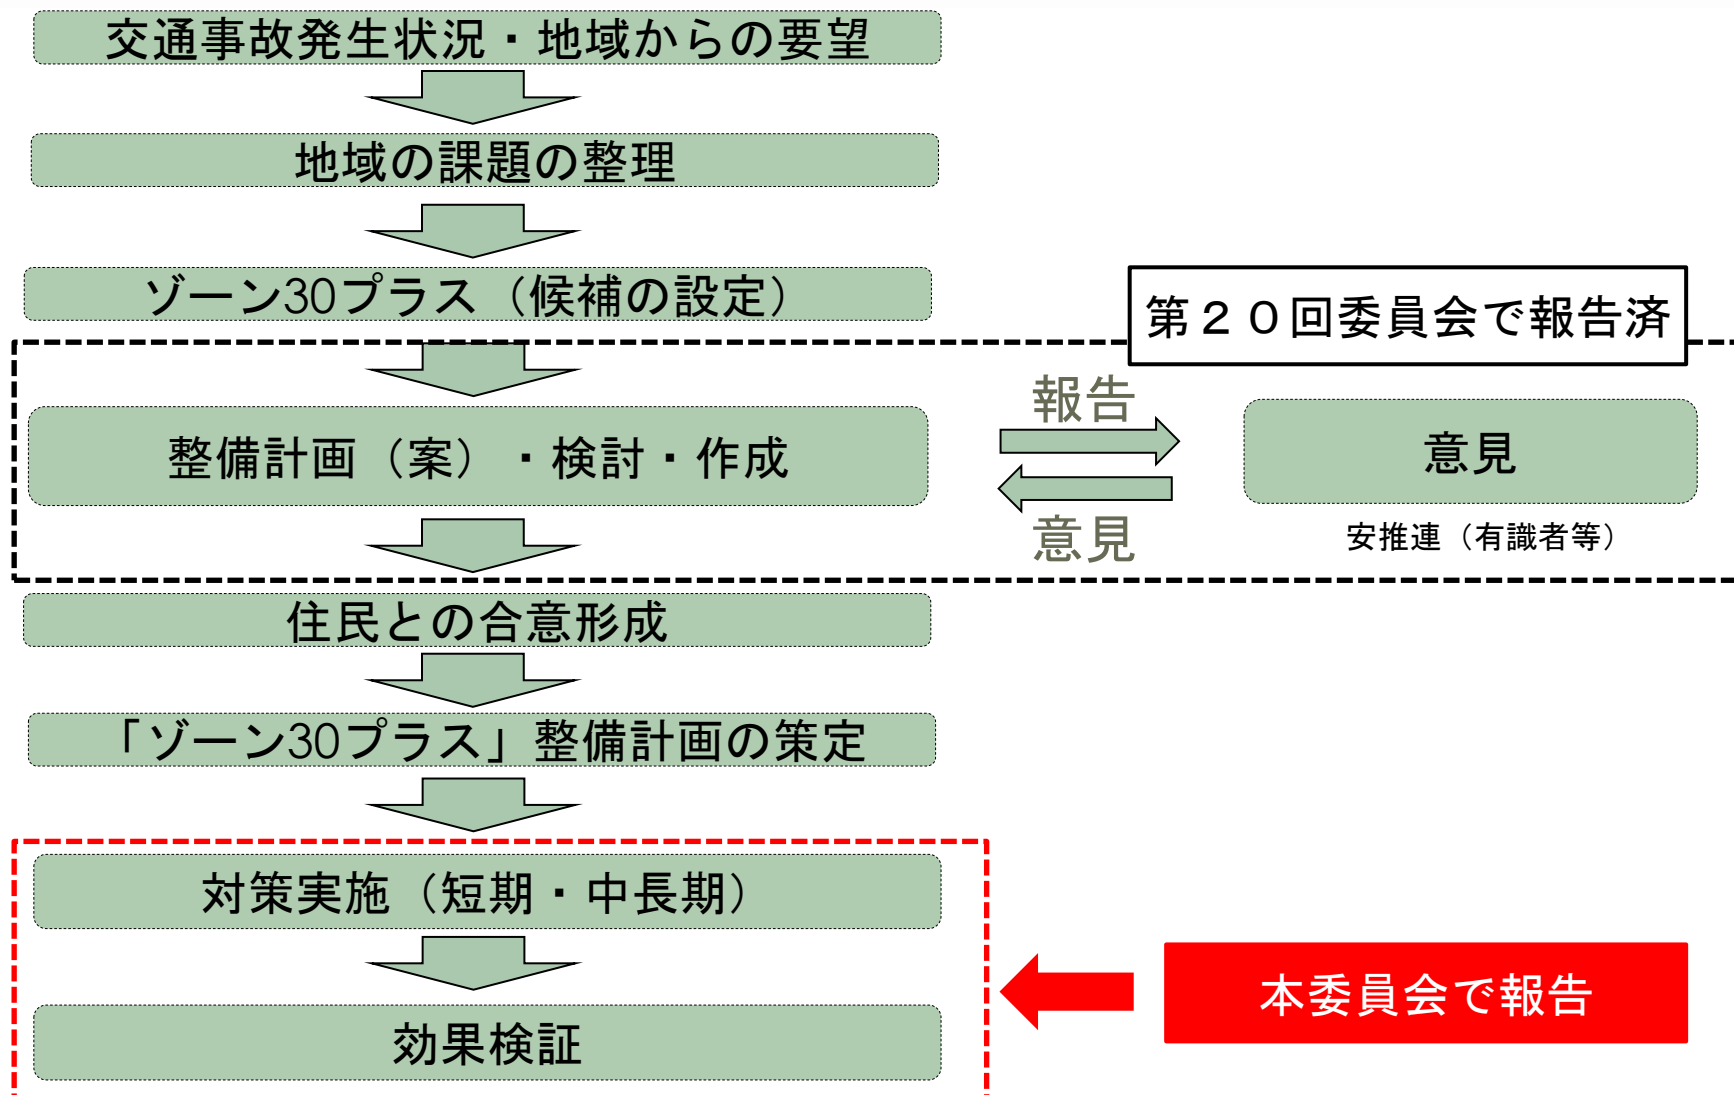 交通事故発生状況・地域からの要望
地域の課題の整理
ゾーン30プラス（候補の設定）
第２０回委員会で報告済
整備計画（案）・検討・作成
報告
意見
意見
安推連（有識者等）
住民との合意形成
「ゾーン30プラス」整備計画の策定
対策実施（短期・中長期）
本委員会で報告
効果検証